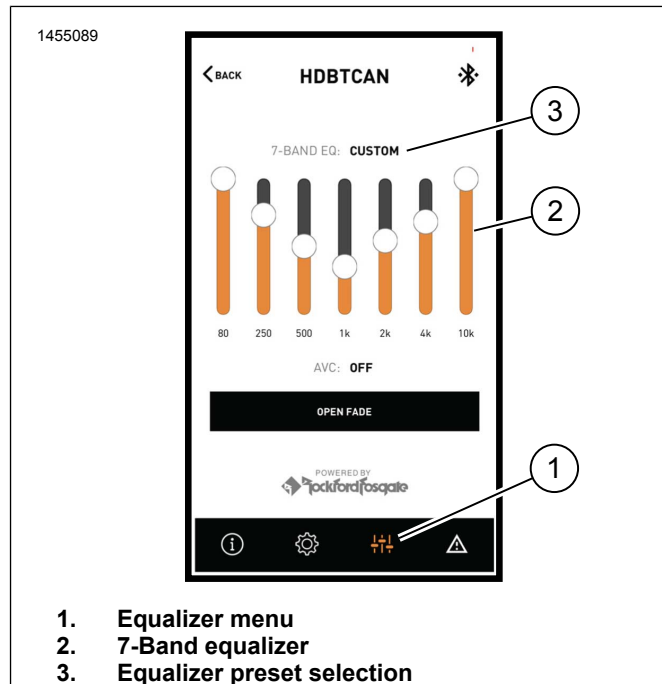 1455089
BACK HDBTCAN
3
7-BAND EQ: CUSTOM
2
80 250 500 1k 2k 4k 10k
AVC: OFF
OPEN FADE
1
POWERED BY
rockford fosgate
1. Equalizer menu
2. 7-Band equalizer
3. Equalizer preset selection